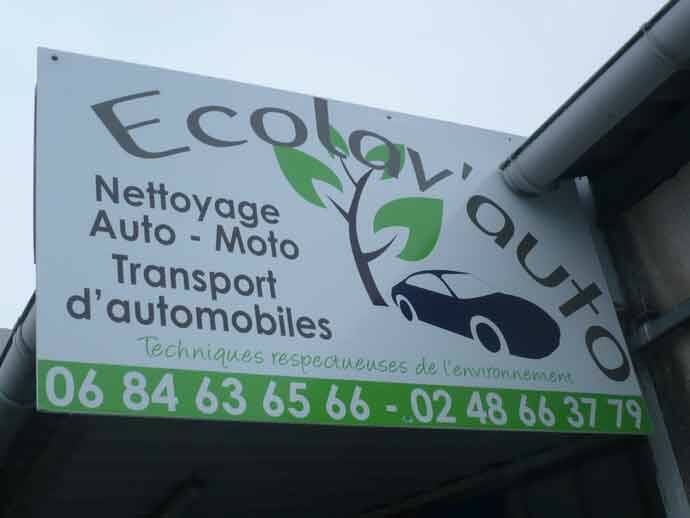 Ecolav'auto
Nettoyage
Auto - Moto
Transport
d'automobiles
Techniques respectueuses de l'environnement
06 84 63 65 66 - 02 48 66 37 79